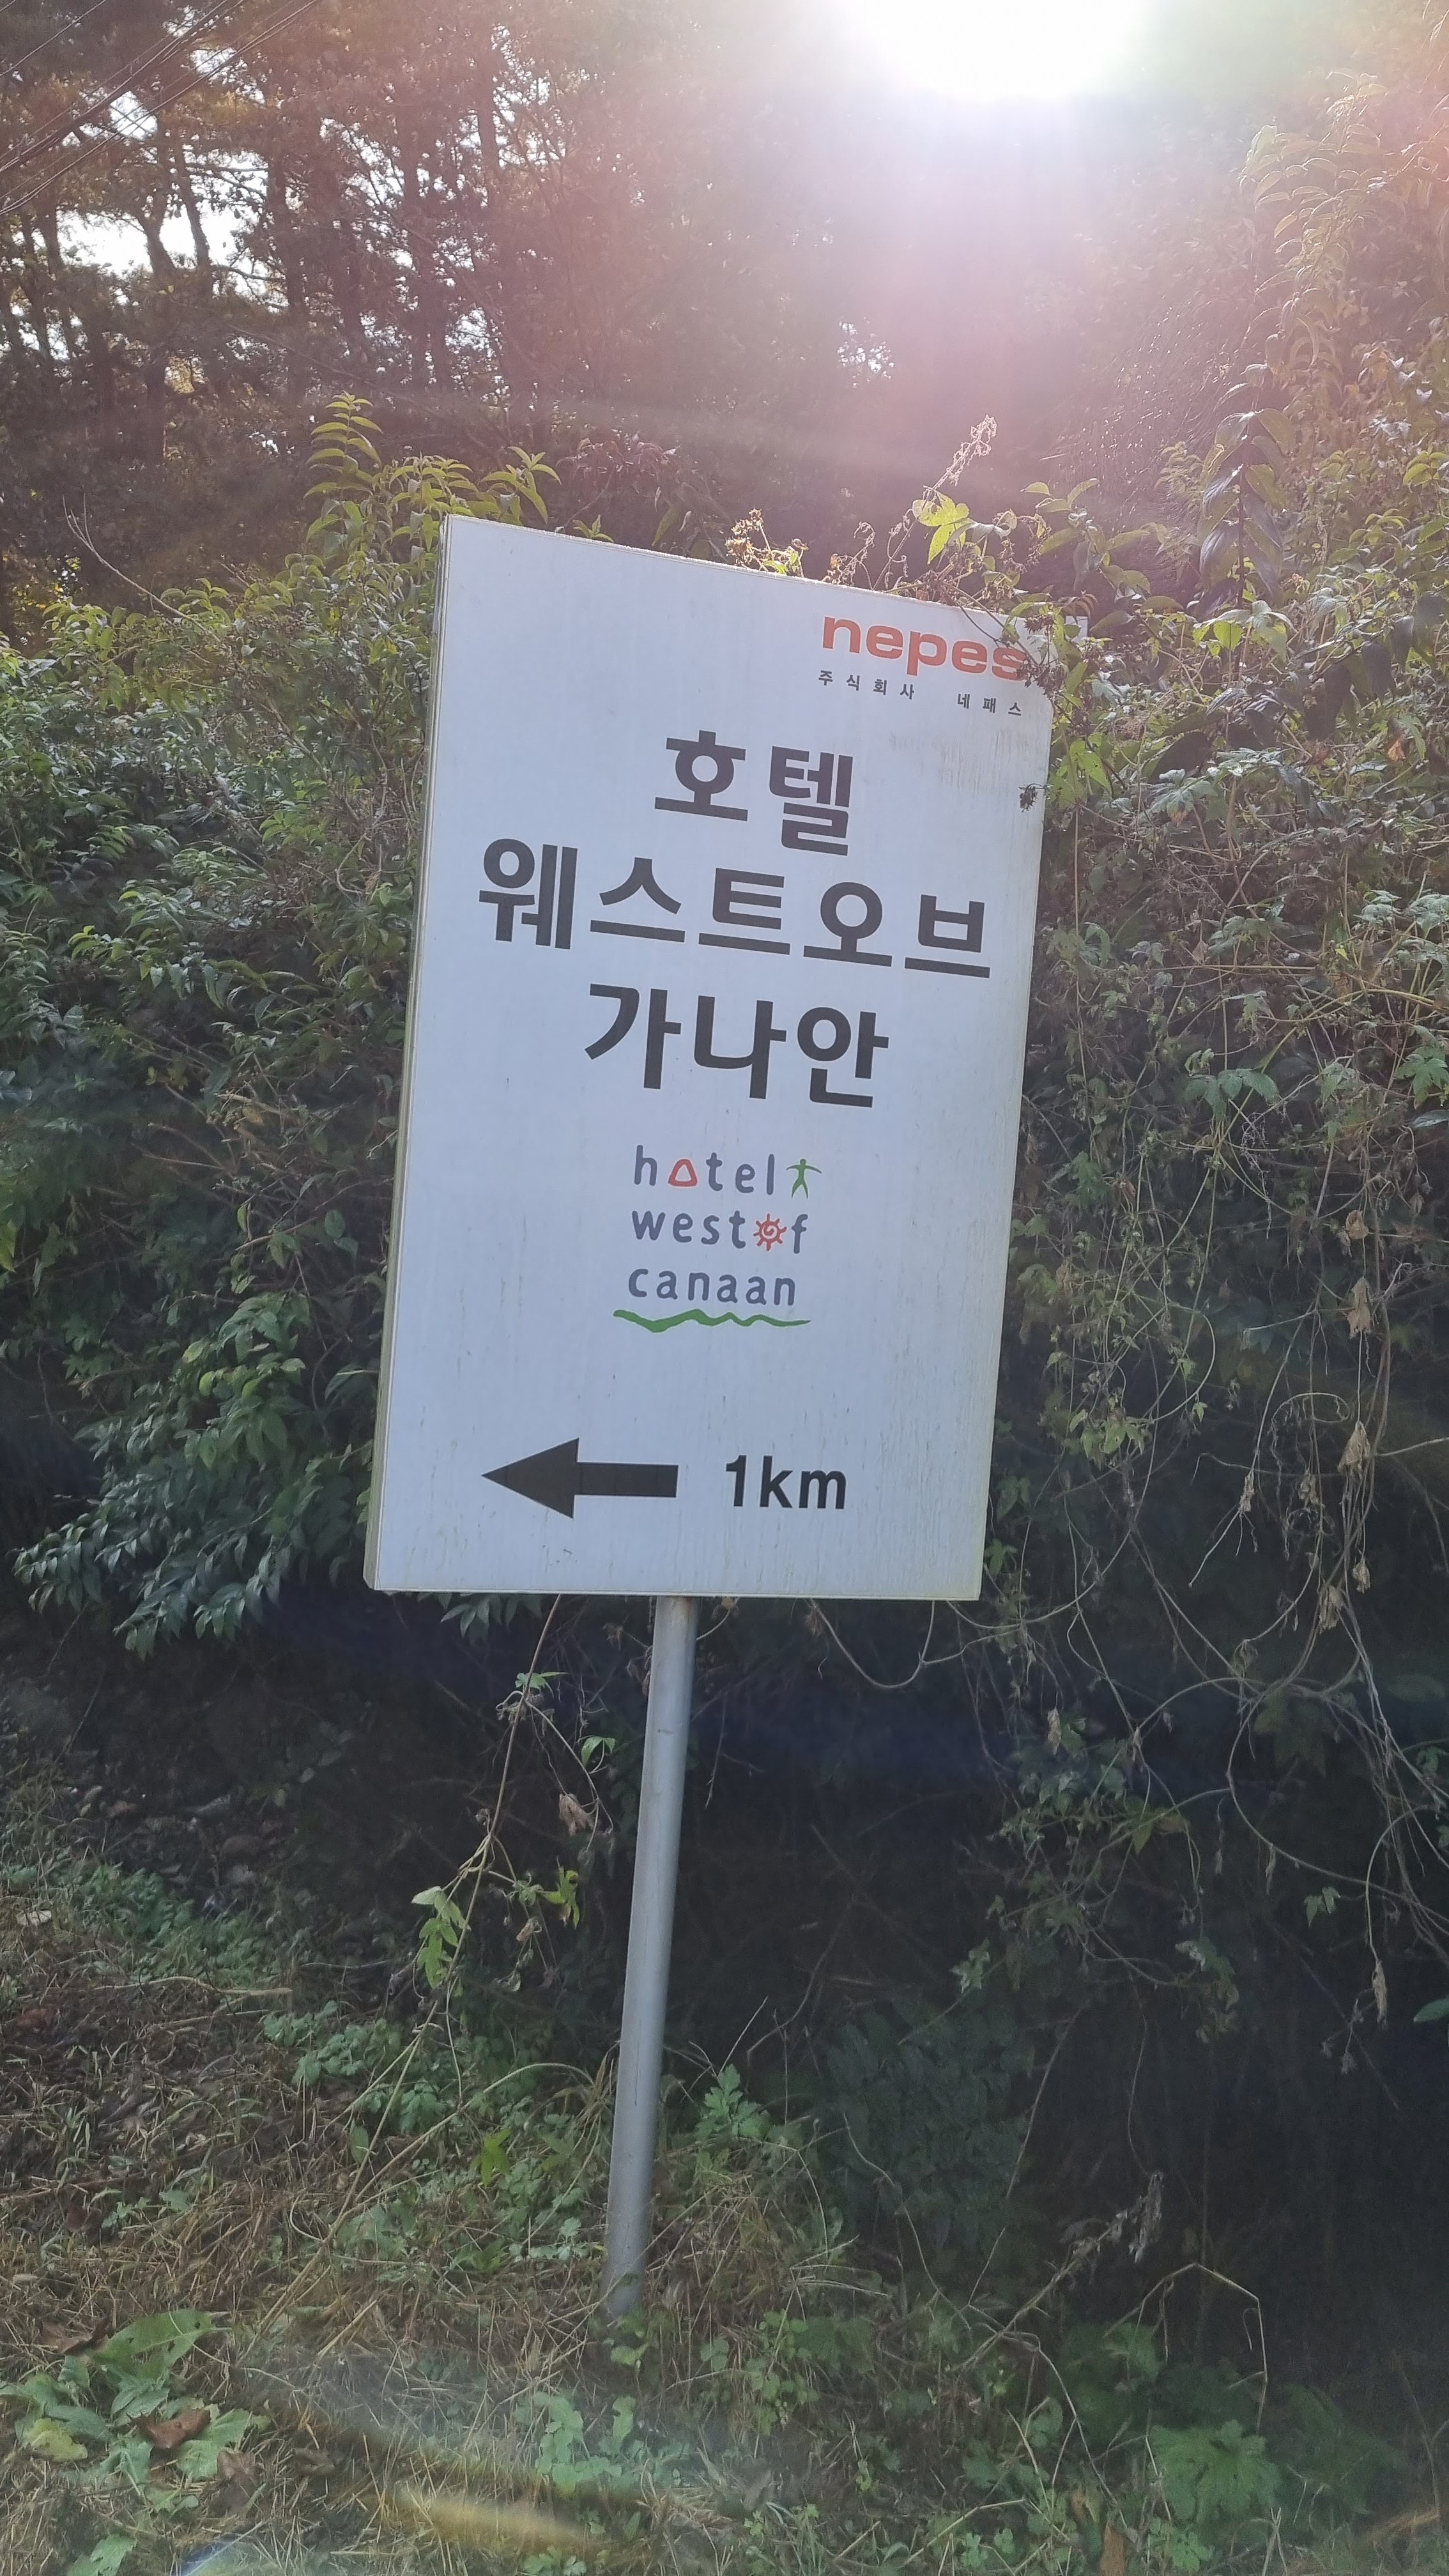 nepes
주식회사 네패스
호텔
웨스트오브
가나안
hotel
westof
canaan
1km